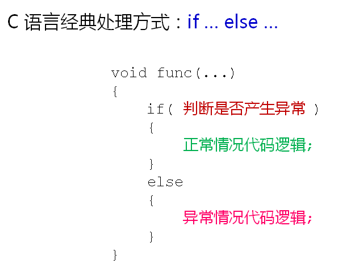 C 语言经典处理方式：if ... else ...
void func(...)
{
if( 判断是否产生异常 )
{
正常情况代码逻辑;
}
else
{
异常情况代码逻辑;
}
}